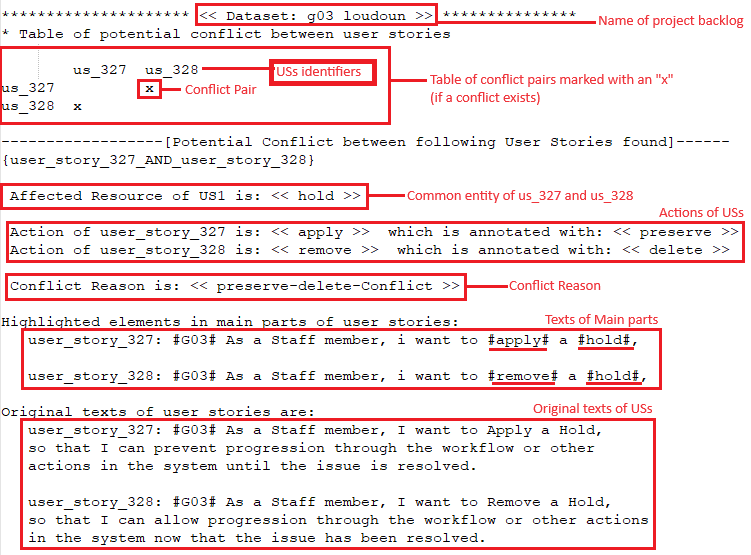 ******************* << Dataset: g03 loudoun >> ***************
Name of project backlog
* Table of potential conflict between user stories
us_327 us_328
USs identifiers
us_327 x
Conflict Pair
us_328 x
Table of conflict pairs marked with an "x"
(if a conflict exists)
------------------[Potential Conflict between following User Stories found]------
{user_story_327_AND_user_story_328}
Affected Resource of US1 is: << hold >>
Common entity of us_327 and us_328
Actions of USs
Action of user_story_327 is: << apply >> which is annotated with: << preserve >>
Action of user_story_328 is: << remove >> which is annotated with: << delete >>
Conflict Reason is: << preserve-delete-Conflict >>
Conflict Reason
Highlighted elements in main parts of user stories:
Texts of Main parts
user_story_327: #G03# As a Staff member, i want to #apply# a #hold#,
user_story_328: #G03# As a Staff member, i want to #remove# a #hold#,
Original texts of user stories are:
Original texts of USs
user_story_327: #G03# As a Staff member, I want to Apply a Hold,
so that I can prevent progression through the workflow or other
actions in the system until the issue is resolved.
user_story_328: #G03# As a Staff member, I want to Remove a Hold,
so that I can allow progression through the workflow or other actions
in the system now that the issue has been resolved.